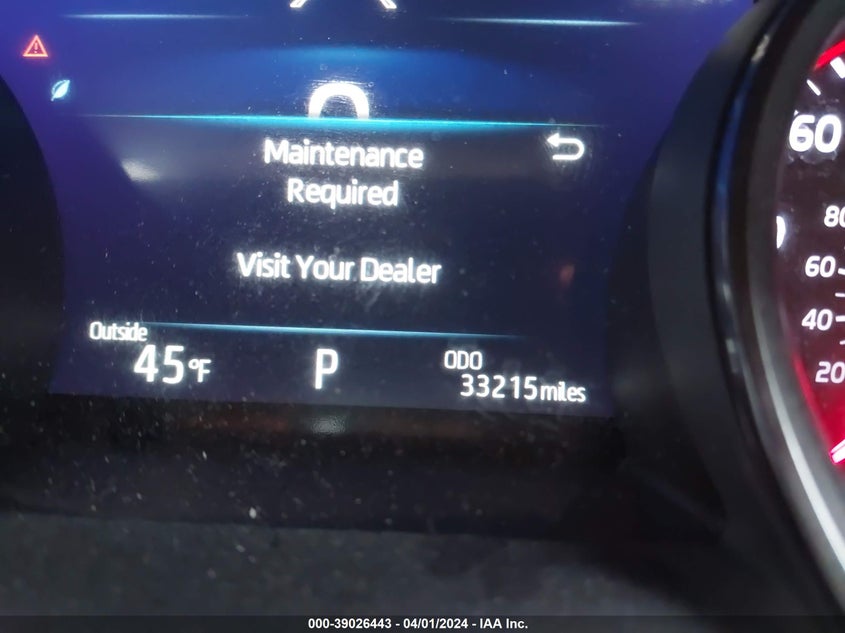 Maintenance
Required
Visit Your Dealer
Outside
45°F
P
ODO
33215 miles
60
80
60
40
20
000-39026443 - 04/01/2024 - IAA Inc.